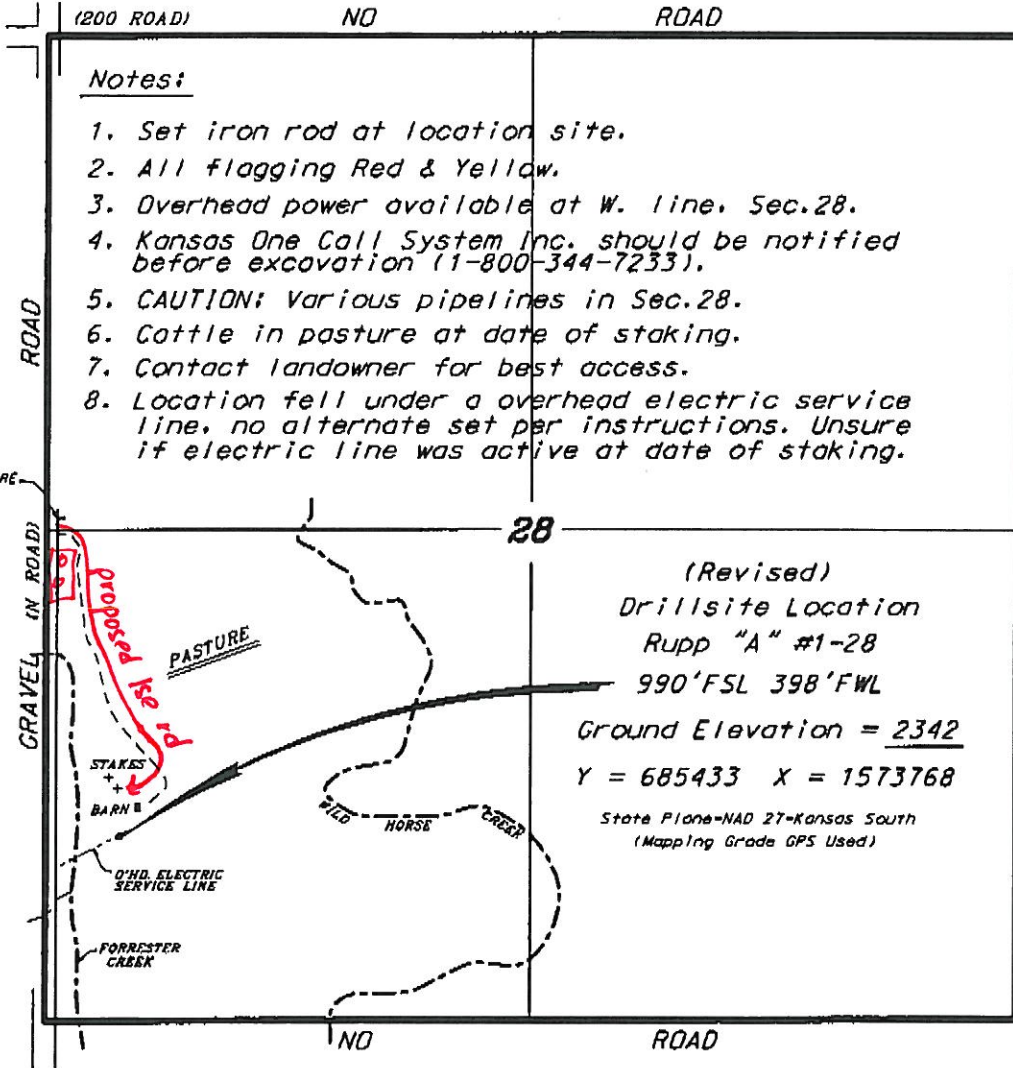 (200 ROAD) NO ROAD
Notes:
1. Set iron rod at location site.
2. All flagging Red & Yellow.
3. Overhead power available at W. line, Sec.28.
4. Kansas One Call System Inc. should be notified
before excavation (1-800-344-7233).
5. CAUTION: Various pipelines in Sec.28.
6. Cattle in pasture at date of staking.
7. Contact landowner for best access.
8. Location fell under a overhead electric service
line, no alternate set per instructions. Unsure
if electric line was active at date of staking.
ROAD
(N ROAD)
GRAVEL
28
proposed lse rd
PASTURE
STAKES
BARN
O'HD. ELECTRIC
SERVICE LINE
FORRESTER
CREEK
WILD HORSE CREEK
(Revised)
Drillsite Location
Rupp "A" #1-28
990'FSL 398'FWL
Ground Elevation = 2342
Y = 685433 X = 1573768
State Plane-NAD 27-Kansas South
(Mapping Grade GPS Used)
NO ROAD